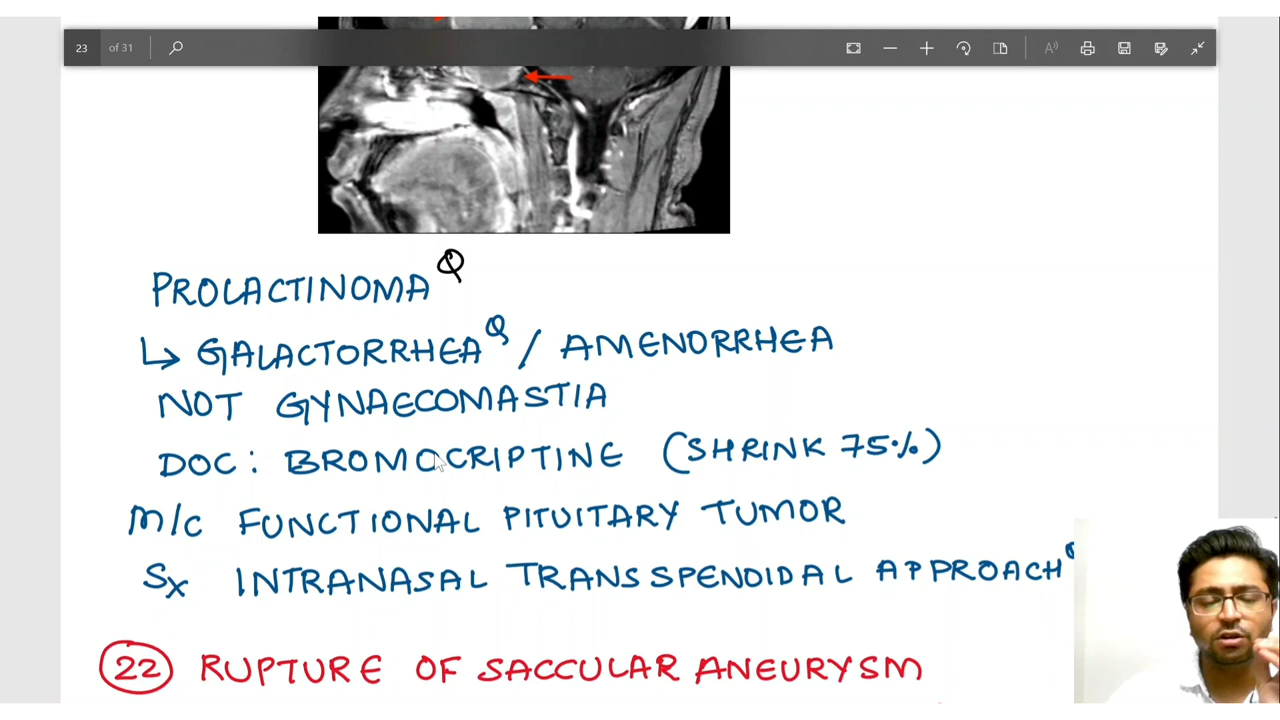 23 of 31
PROLACTINOMA Q
↳ GALACTORRHEA Q / AMENORRHEA
NOT GYNAECOMASTIA
DOC: BROMOCRIPTINE (SHRINK 75%)
M/C FUNCTIONAL PITUITARY TUMOR
Sx INTRANASAL TRANSSPENOIDAL APPROACH
22 RUPTURE OF SACCULAR ANEURYSM